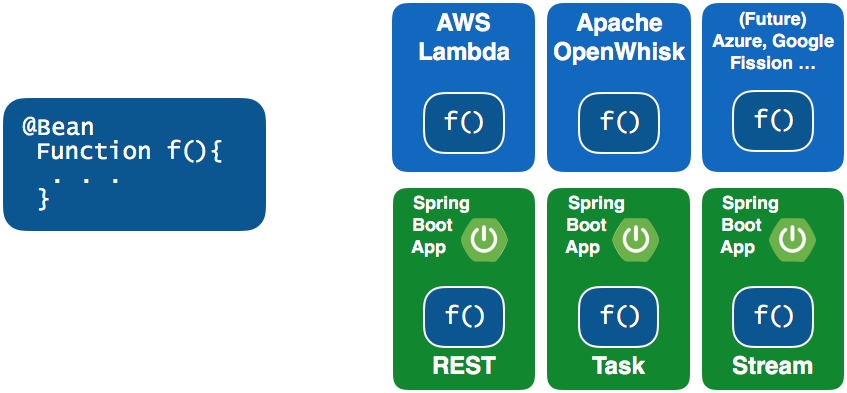 @Bean
Function f(){
. . .
}
AWS
Lambda
f()
Apache
OpenWhisk
f()
(Future)
Azure, Google
Fission ...
f()
Spring
Boot
App
f()
REST
Spring
Boot
App
f()
Task
Spring
Boot
App
f()
Stream